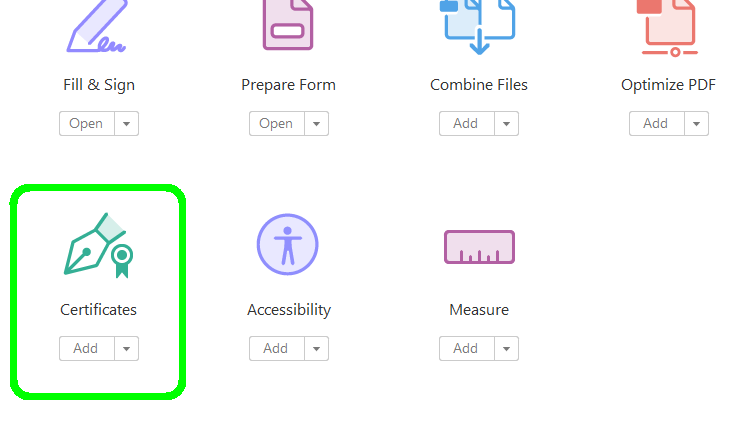 Fill & Sign
Prepare Form
Combine Files
Optimize PDF
Open
Open
Add
Add
Certificates
Accessibility
Measure
Add
Add
Add